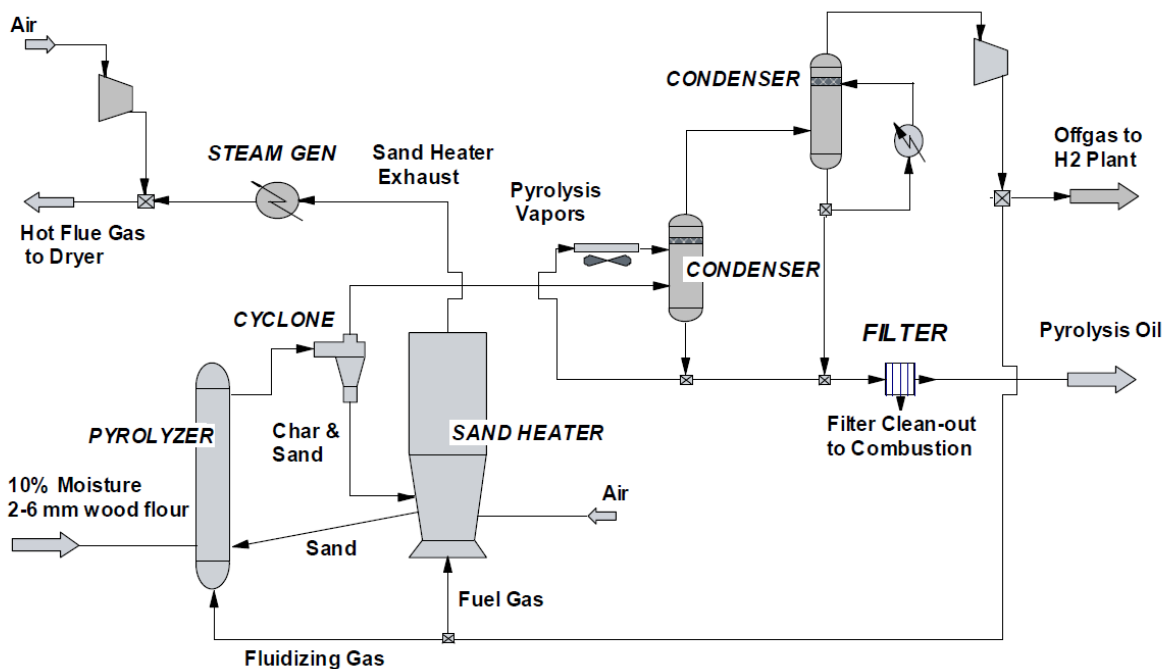 Air
CONDENSER
Offgas to
H2 Plant
STEAM GEN
Sand Heater
Exhaust
Pyrolysis
Vapors
Hot Flue Gas
to Dryer
CONDENSER
CYCLONE
FILTER
Pyrolysis Oil
PYROLYZER
Char &
Sand
SAND HEATER
Filter Clean-out
to Combustion
10% Moisture
2-6 mm wood flour
Air
Sand
Fuel Gas
Fluidizing Gas